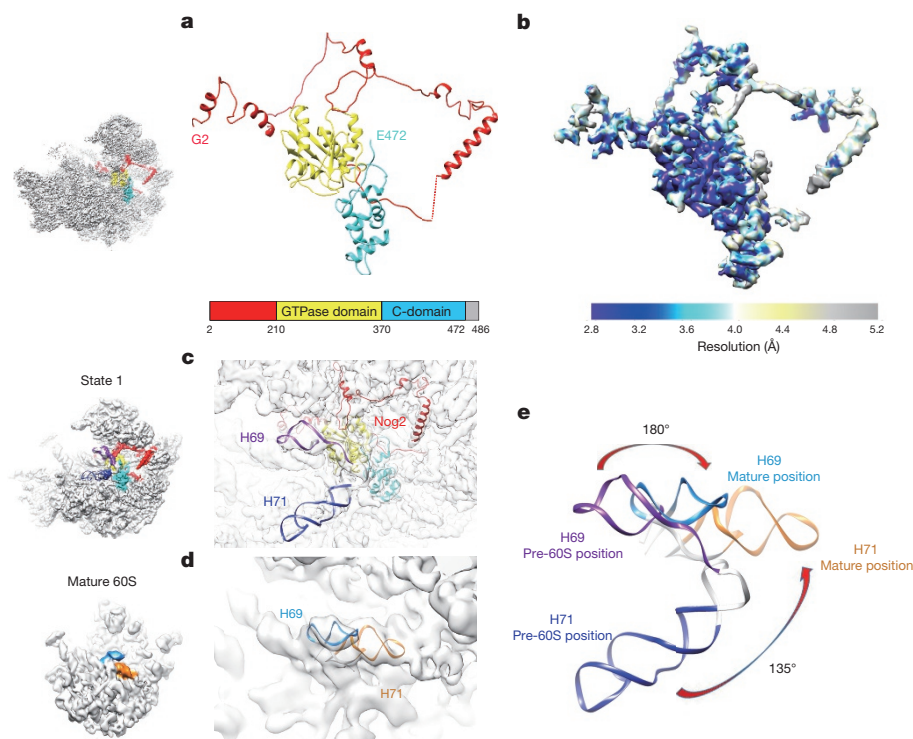 a
G2
E472
GTPase domain
C-domain
2
210
370
472
486
b
2.8
3.2
3.6
4.0
4.4
4.8
5.2
Resolution (Å)
State 1
c
H69
Nog2
H71
Mature 60S
d
H69
H71
e
180°
H69
Mature position
H69
Pre-60S position
H71
Mature position
H71
Pre-60S position
135°